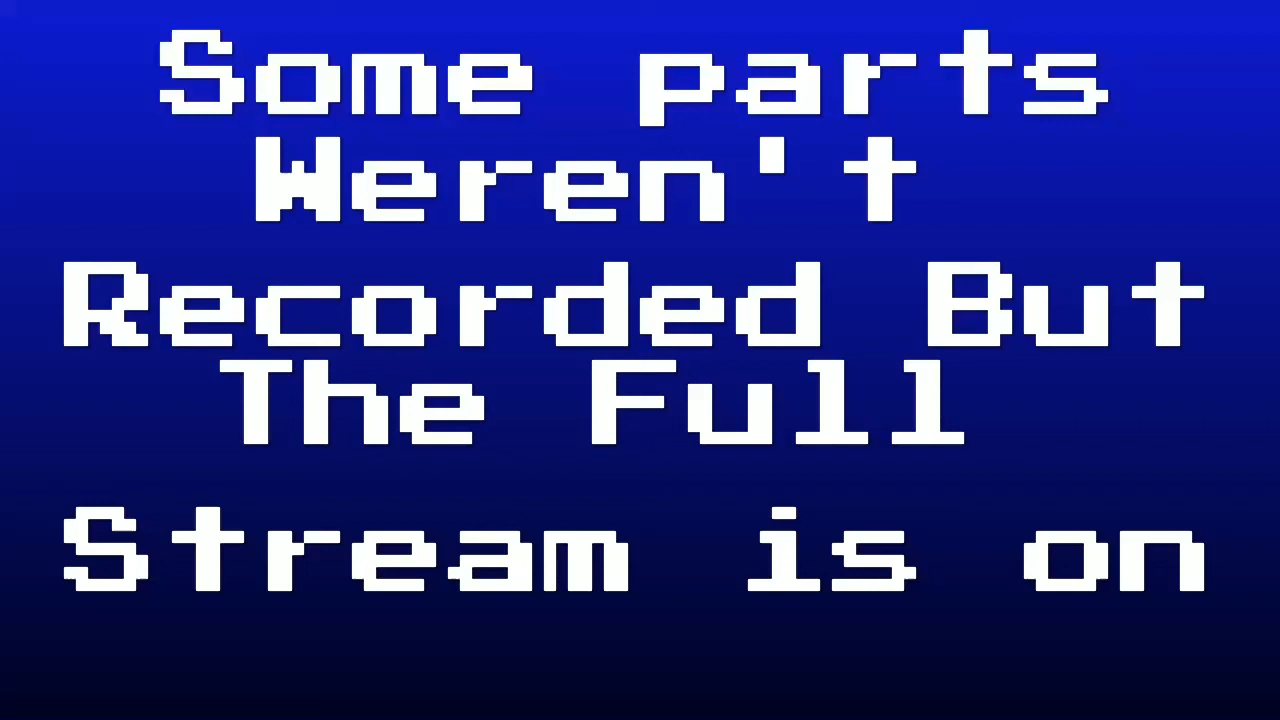 Some parts
Weren't
Recorded But
The Full
Stream is on